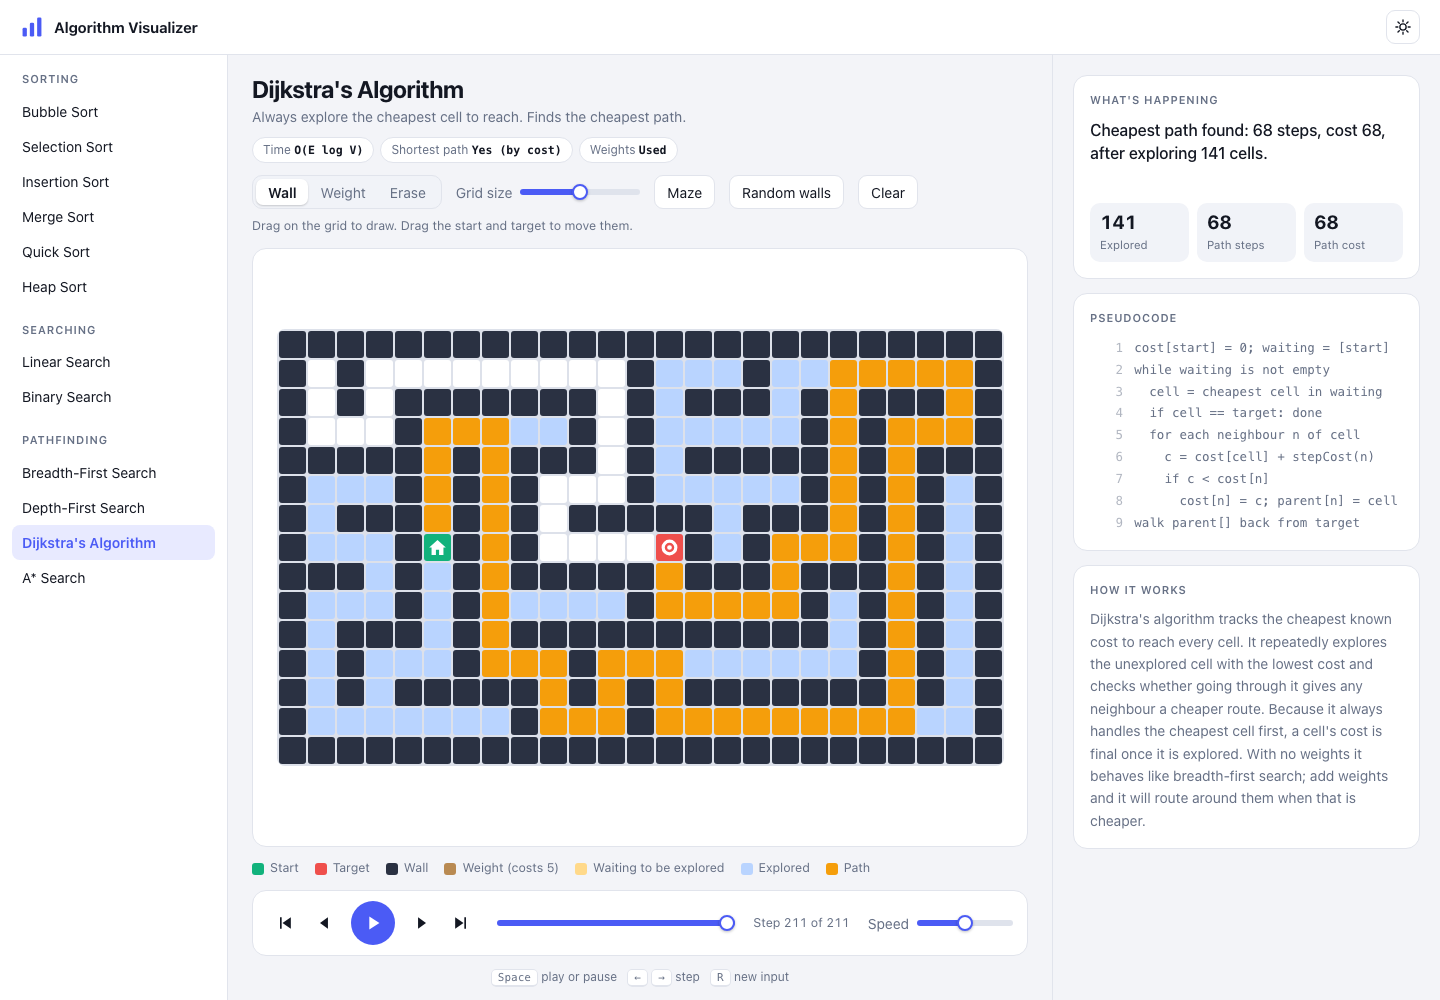 Algorithm Visualizer
SORTING
Bubble Sort
Selection Sort
Insertion Sort
Merge Sort
Quick Sort
Heap Sort
SEARCHING
Linear Search
Binary Search
PATHFINDING
Breadth-First Search
Depth-First Search
Dijkstra's Algorithm
A* Search
Dijkstra's Algorithm
Always explore the cheapest cell to reach. Finds the cheapest path.
Time O(E log V) Shortest path Yes (by cost) Weights Used
Wall Weight Erase Grid size Maze Random walls Clear
Drag on the grid to draw. Drag the start and target to move them.
Start Target Wall Weight (costs 5) Waiting to be explored Explored Path
Step 211 of 211 Speed
Space play or pause ← → step R new input
WHAT'S HAPPENING
Cheapest path found: 68 steps, cost 68,
after exploring 141 cells.
141 68 68
Explored Path steps Path cost
PSEUDOCODE
1 cost[start] = 0; waiting = [start]
2 while waiting is not empty
3 cell = cheapest cell in waiting
4 if cell == target: done
5 for each neighbour n of cell
6 c = cost[cell] + stepCost(n)
7 if c < cost[n]
8 cost[n] = c; parent[n] = cell
9 walk parent[] back from target
HOW IT WORKS
Dijkstra's algorithm tracks the cheapest known
cost to reach every cell. It repeatedly explores
the unexplored cell with the lowest cost and
checks whether going through it gives any
neighbour a cheaper route. Because it always
handles the cheapest cell first, a cell's cost is
final once it is explored. With no weights it
behaves like breadth-first search; add weights
and it will route around them when that is
cheaper.